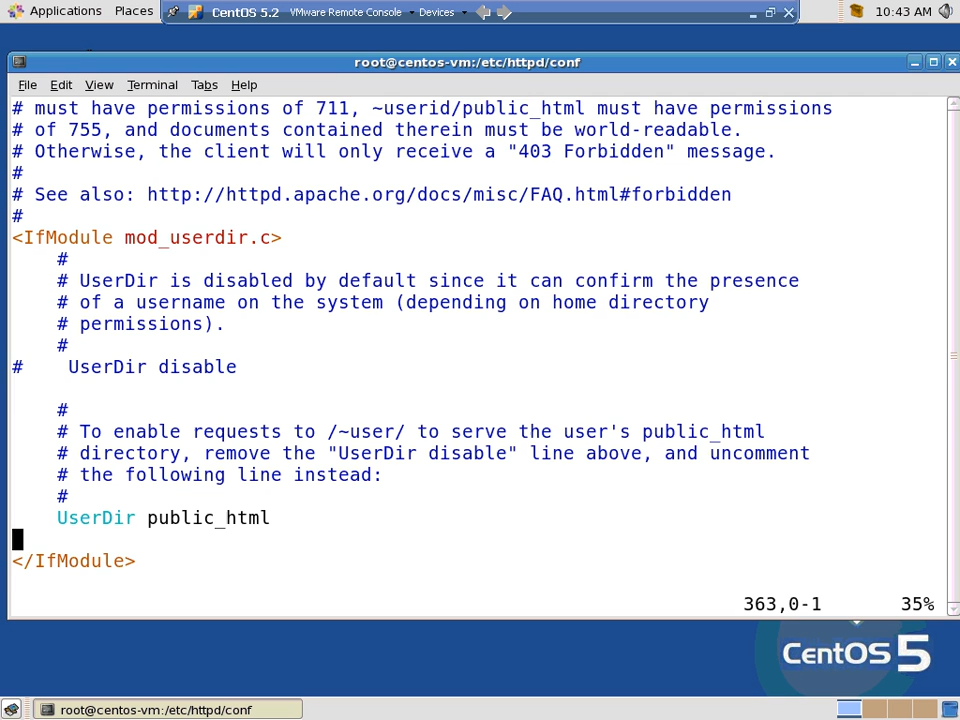 Applications Places CentOS 5.2 VMware Remote Console Devices 10:43 AM
root@centos-vm:/etc/httpd/conf
File Edit View Terminal Tabs Help
# must have permissions of 711, ~userid/public_html must have permissions
# of 755, and documents contained therein must be world-readable.
# Otherwise, the client will only receive a "403 Forbidden" message.
#
# See also: http://httpd.apache.org/docs/misc/FAQ.html#forbidden
#
<IfModule mod_userdir.c>
    #
    # UserDir is disabled by default since it can confirm the presence
    # of a username on the system (depending on home directory
    # permissions).
    #
#    UserDir disable
    #
    # To enable requests to /~user/ to serve the user's public_html
    # directory, remove the "UserDir disable" line above, and uncomment
    # the following line instead:
    #
    UserDir public_html
</IfModule>
363,0-1 35%
CentOS 5
root@centos-vm:/etc/httpd/conf